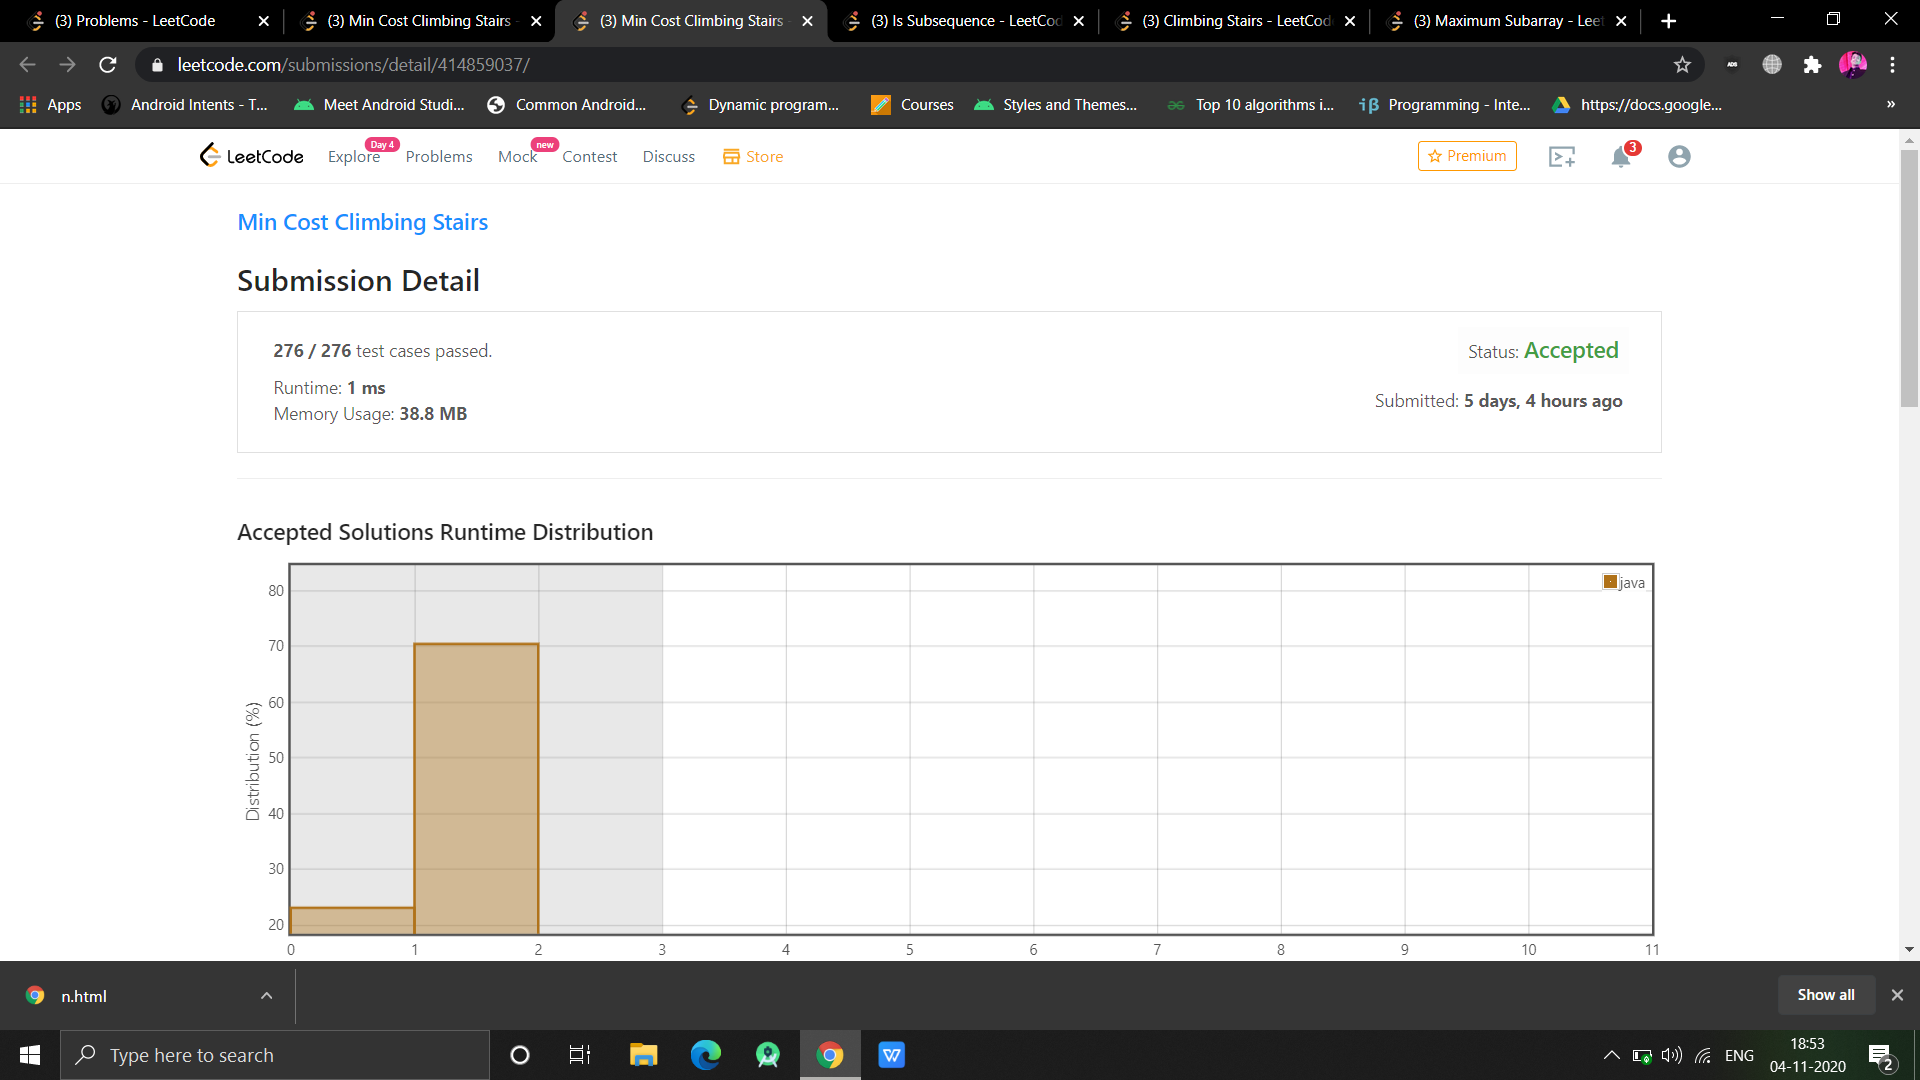 (3) Problems - LeetCode
(3) Min Cost Climbing Stairs -
(3) Min Cost Climbing Stairs -
(3) Is Subsequence - LeetCod
(3) Climbing Stairs - LeetCod
(3) Maximum Subarray - Leet
leetcode.com/submissions/detail/414859037/
Apps
Android Intents - T...
Meet Android Studi...
Common Android...
Dynamic program...
Courses
Styles and Themes...
Top 10 algorithms i...
Programming - Inte...
https://docs.google...
»
LeetCode
Explore
Day 4
Problems
Mock
new
Contest
Discuss
Store
Premium
3
Min Cost Climbing Stairs
Submission Detail
276 / 276 test cases passed.
Status: Accepted
Runtime: 1 ms
Memory Usage: 38.8 MB
Submitted: 5 days, 4 hours ago
Accepted Solutions Runtime Distribution
java
80
70
60
50
40
30
20
Distribution (%)
0 1 2 3 4 5 6 7 8 9 10 11
n.html
Show all
Type here to search
ENG
18:53
04-11-2020
2